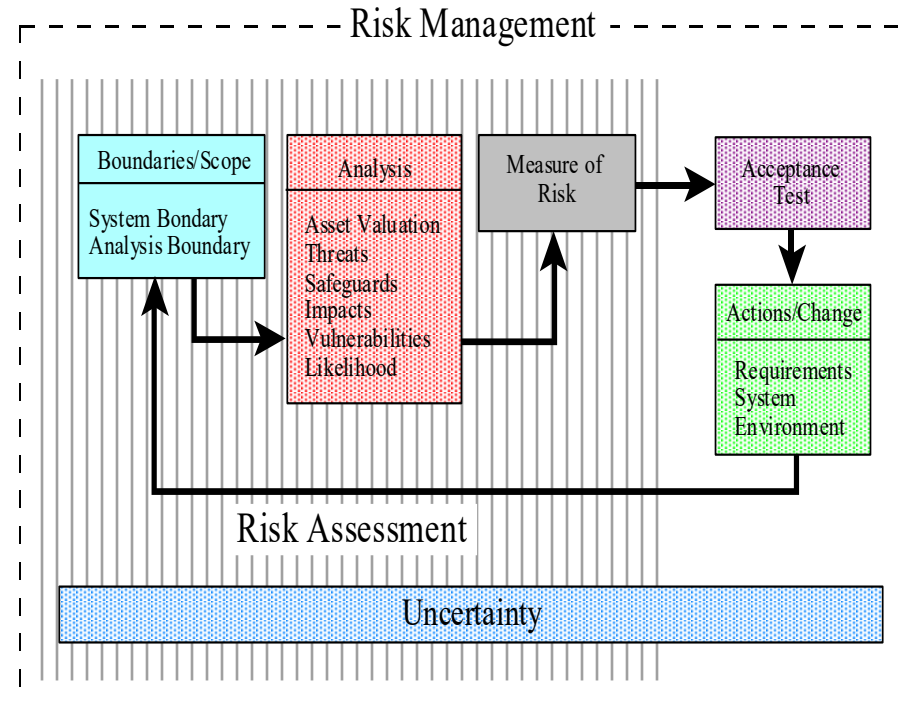 Risk Management
Boundaries/Scope
System Bondary
Analysis Boundary
Analysis
Asset Valuation
Threats
Safeguards
Impacts
Vulnerabilities
Likelihood
Measure of
Risk
Acceptance
Test
Actions/Change
Requirements
System
Environment
Risk Assessment
Uncertainty